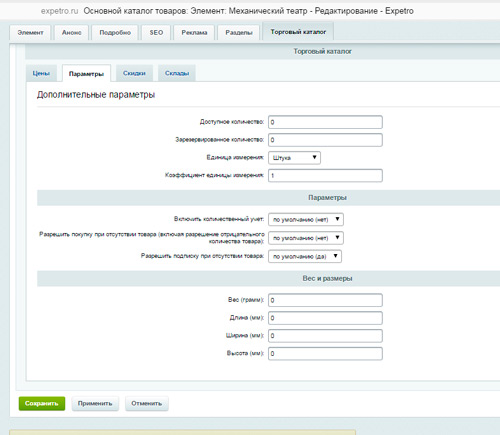 expetro.ru Основной каталог товаров: Элемент: Механический театр - Редактирование - Expetro
Элемент Анонс Подробно SEO Реклама Разделы Торговый каталог
Торговый каталог
Цены Параметры Скидки Склады
Дополнительные параметры
Доступное количество: 0
Зарезервированное количество: 0
Единица измерения: Штука
Коэффициент единицы измерения: 1
Параметры
Включить количественный учет: по умолчанию (нет)
Разрешить покупку при отсутствии товара (включая разрешение отрицательного
количества товара): по умолчанию (нет)
Разрешить подписку при отсутствии товара: по умолчанию (да)
Вес и размеры
Вес (грамм): 0
Длина (мм): 0
Ширина (мм): 0
Высота (мм): 0
Сохранить Применить Отменить